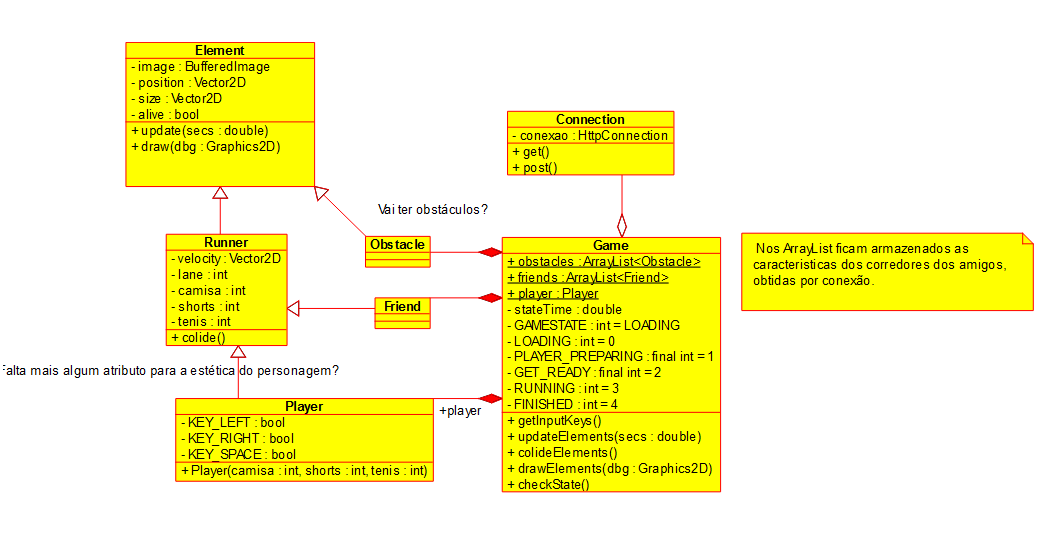 Element
- image : BufferedImage
- position : Vector2D
- size : Vector2D
- alive : bool
+ update(secs : double)
+ draw(dbg : Graphics2D)
Connection
- conexao : HttpConnection
+ get()
+ post()
Vai ter obstáculos?
Runner
- velocity : Vector2D
- lane : int
- camisa : int
- shorts : int
- tenis : int
+ colide()
Obstacle
Friend
Game
+ obstacles : ArrayList<Obstacle>
+ friends : ArrayList<Friend>
+ player : Player
- stateTime : double
- GAMESTATE : int = LOADING
- LOADING : int = 0
- PLAYER_PREPARING : final int = 1
- GET_READY : final int = 2
- RUNNING : int = 3
- FINISHED : int = 4
+ getInputKeys()
+ updateElements(secs : double)
+ colideElements()
+ drawElements(dbg : Graphics2D)
+ checkState()
Nos ArrayList ficam armazenados as
caracteristicas dos corredores dos amigos,
obtidas por conexão.
Falta mais algum atributo para a estética do personagem?
Player
- KEY_LEFT : bool
- KEY_RIGHT : bool
- KEY_SPACE : bool
+ Player(camisa : int, shorts : int, tenis : int)
+player